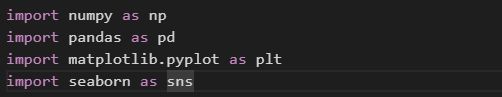 import numpy as np
import pandas as pd
import matplotlib.pyplot as plt
import seaborn as sns